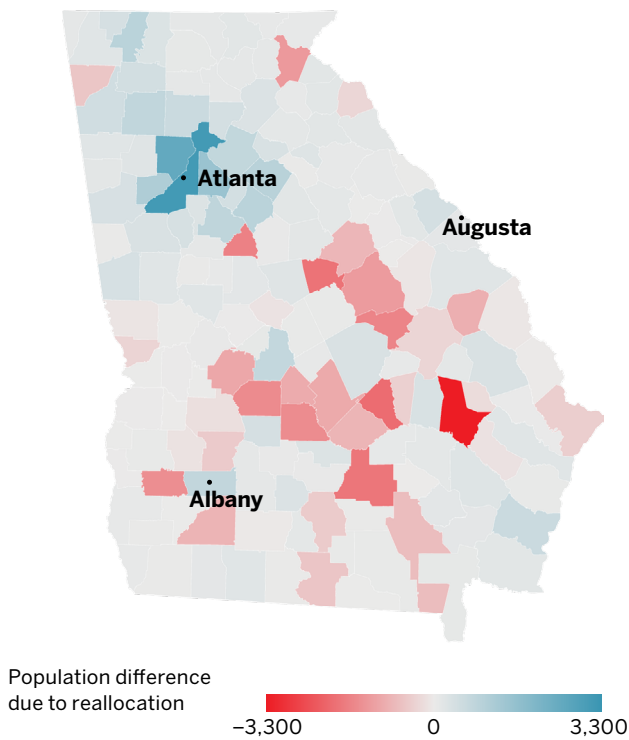 Atlanta
Augusta
Albany
Population difference
due to reallocation
−3,300 0 3,300